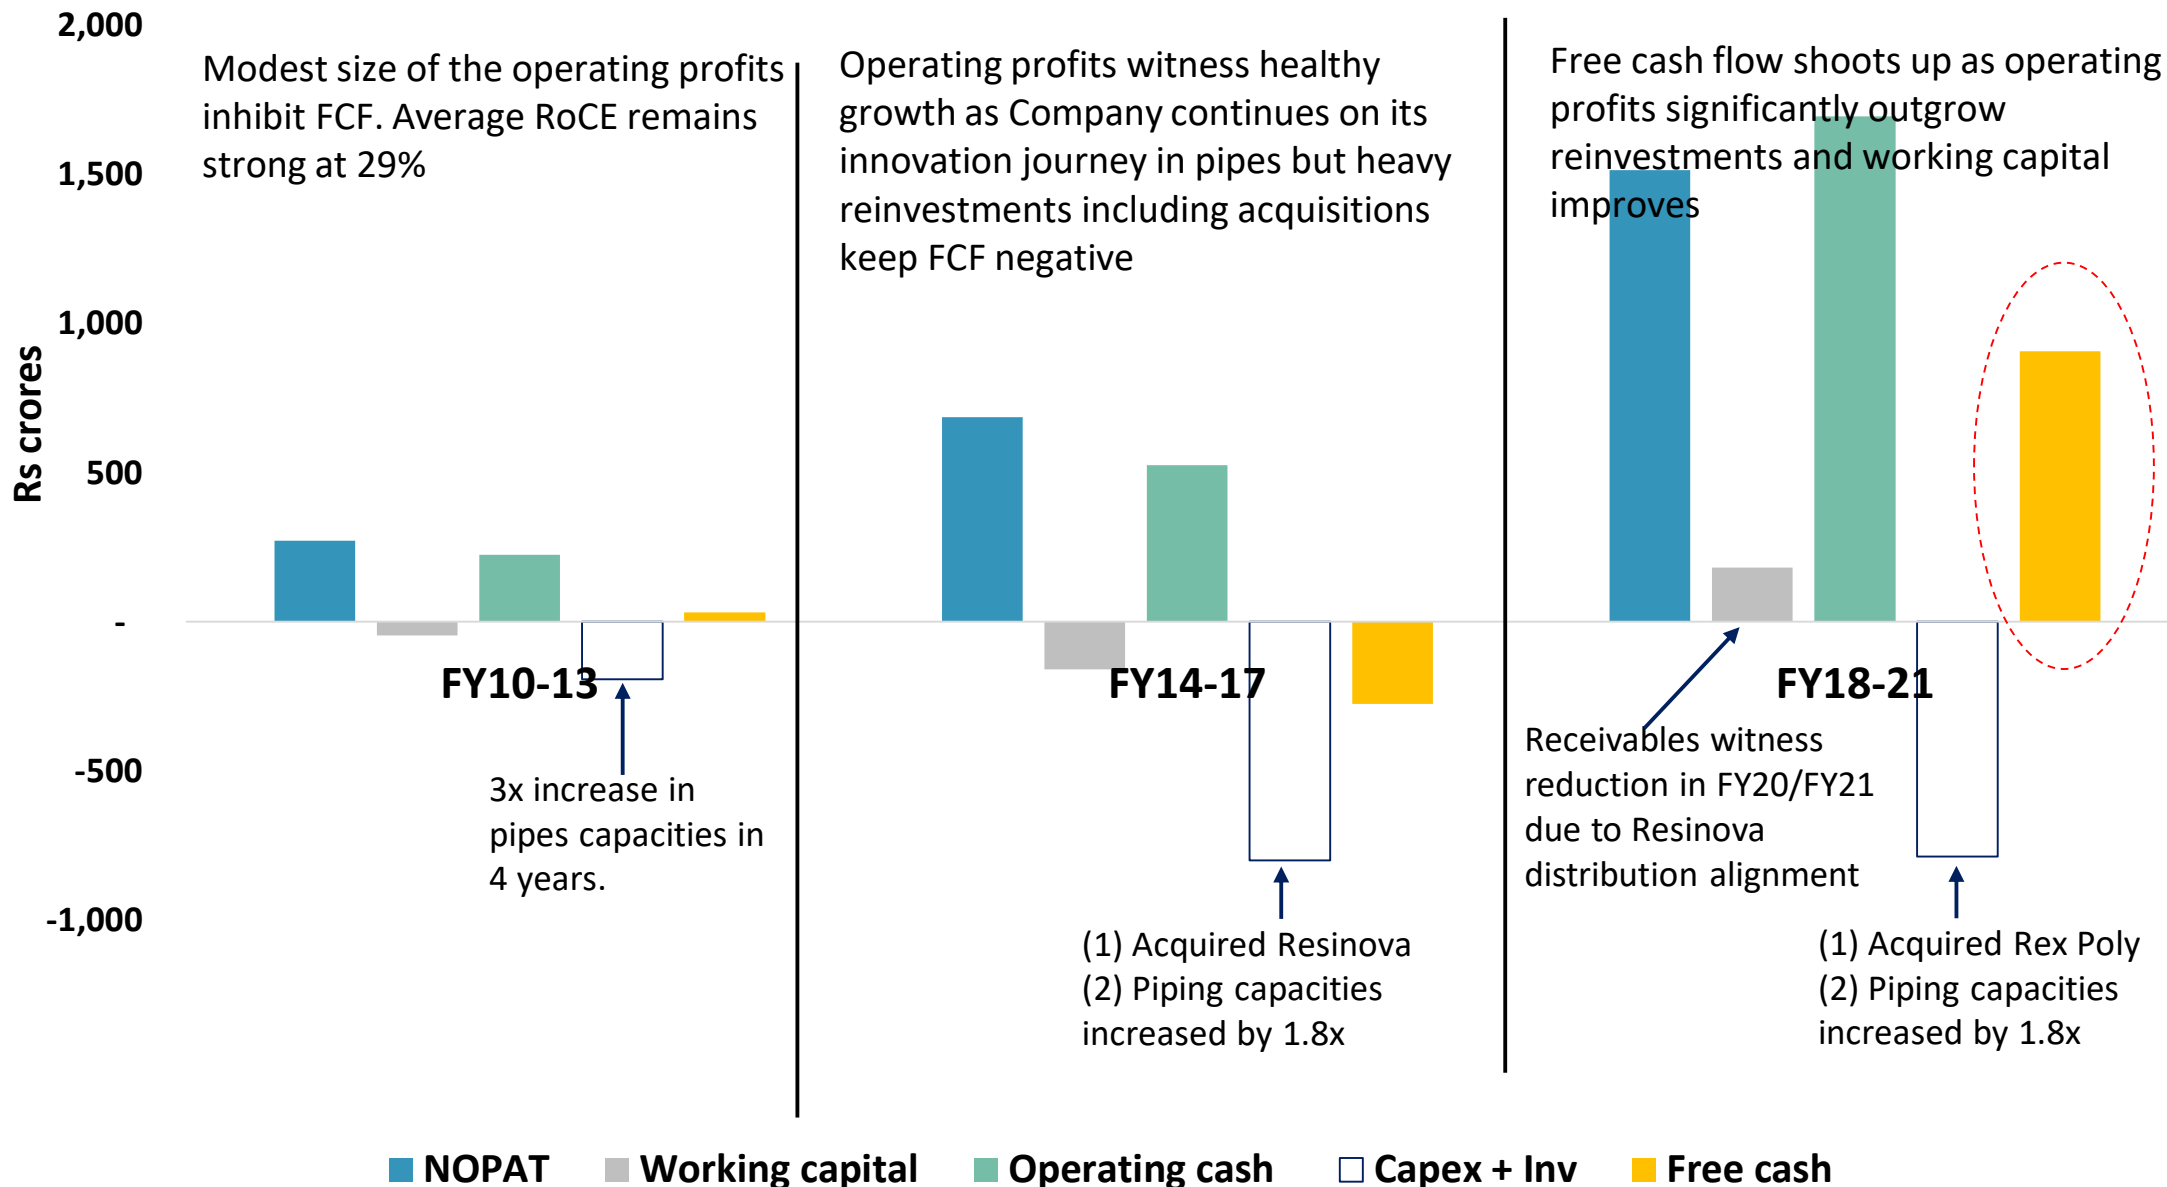 2,000
1,500
1,000
500
-
-500
-1,000
Rs crores
Modest size of the operating profits
inhibit FCF. Average RoCE remains
strong at 29%
Operating profits witness healthy
growth as Company continues on its
innovation journey in pipes but heavy
reinvestments including acquisitions
keep FCF negative
Free cash flow shoots up as operating
profits significantly outgrow
reinvestments and working capital
improves
FY10-13
FY14-17
FY18-21
3x increase in
pipes capacities in
4 years.
(1) Acquired Resinova
(2) Piping capacities
increased by 1.8x
Receivables witness
reduction in FY20/FY21
due to Resinova
distribution alignment
(1) Acquired Rex Poly
(2) Piping capacities
increased by 1.8x
NOPAT
Working capital
Operating cash
Capex + Inv
Free cash